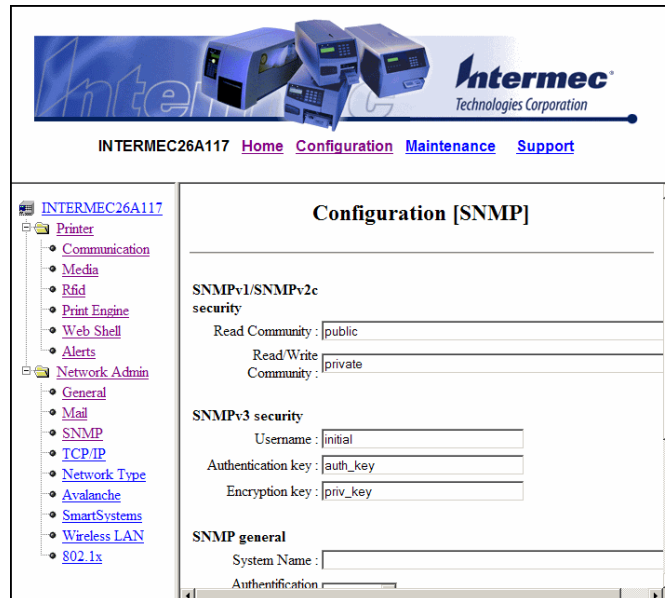 Intermec®
Technologies Corporation
INTERMEC26A117 Home Configuration Maintenance Support
INTERMEC26A117
Printer
Communication
Media
Rfid
Print Engine
Web Shell
Alerts
Network Admin
General
Mail
SNMP
TCP/IP
Network Type
Avalanche
SmartSystems
Wireless LAN
802.1x
Configuration [SNMP]
SNMPv1/SNMPv2c
security
Read Community : public
Read/Write
Community : private
SNMPv3 security
Username : initial
Authentication key : auth_key
Encryption key : priv_key
SNMP general
System Name :
Authentification